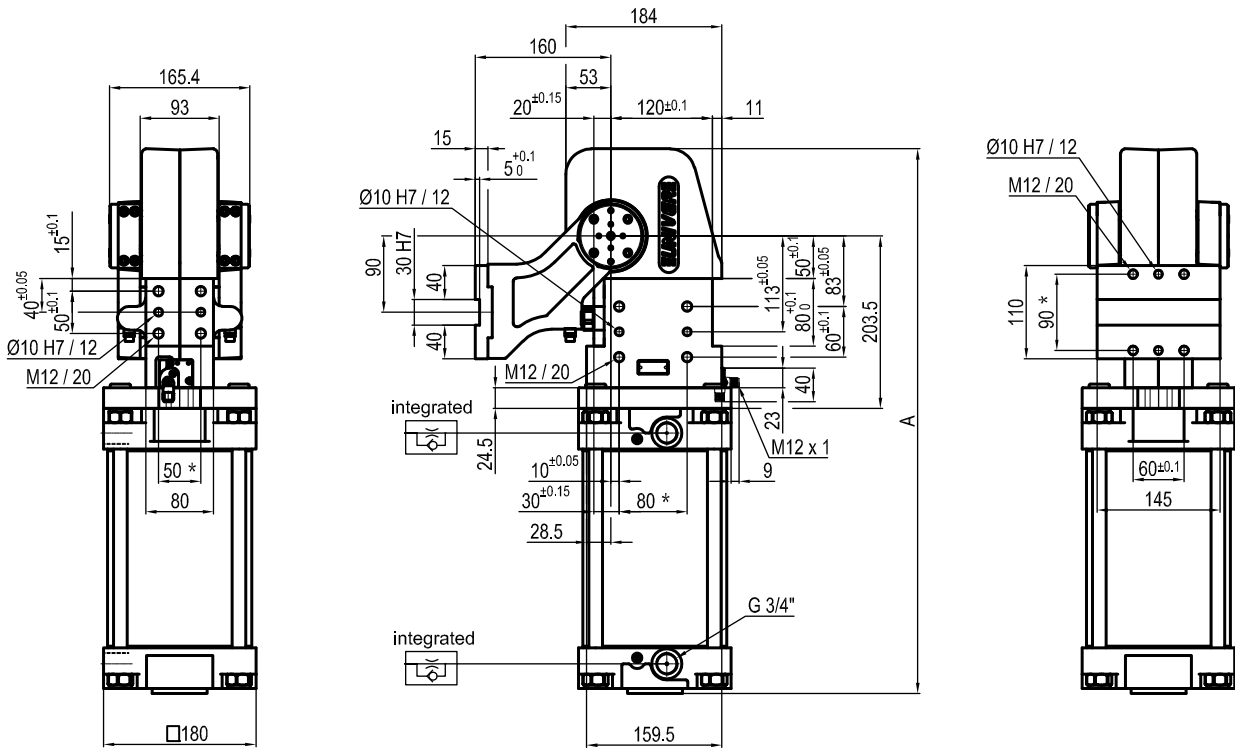 165.4
93
15±0.1
40±0.05
50±0.1
Ø10 H7 / 12
M12 / 20
50 *
80
□180
184
160
53
20±0.15
120±0.1
11
15
5 +0.1 0
Ø10 H7 / 12
90
30 H7
40
40
M12 / 20
113±0.05
50±0.1
80 +0.1 0
83±0.05
60±0.1
203.5
40
23
M12 x 1
9
A
integrated
24.5
10±0.05
30±0.15
80 *
28.5
G 3/4"
integrated
159.5
UNIVER
Ø10 H7 / 12
M12 / 20
110
90 *
60±0.1
145